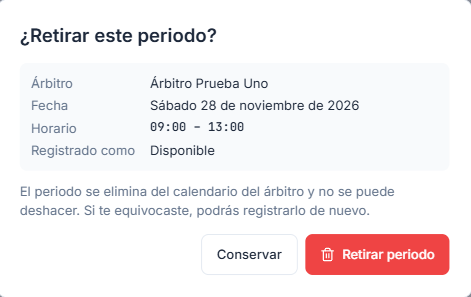 ¿Retirar este periodo?
Árbitro Árbitro Prueba Uno
Fecha Sábado 28 de noviembre de 2026
Horario 09:00 – 13:00
Registrado como Disponible
El periodo se elimina del calendario del árbitro y no se puede
deshacer. Si te equivocaste, podrás registrarlo de nuevo.
Conservar Retirar periodo